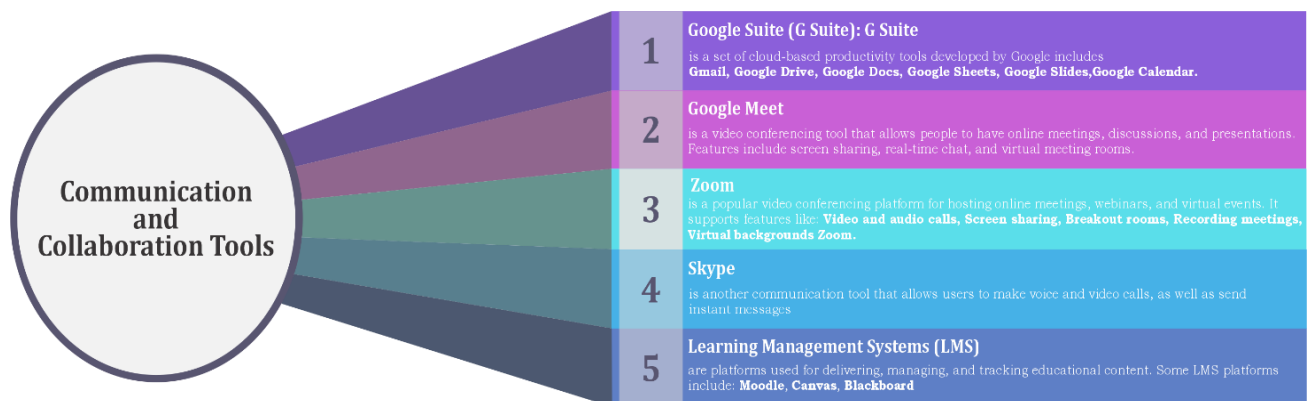 Communication
and
Collaboration Tools
1
Google Suite (G Suite): G Suite
is a set of cloud-based productivity tools developed by Google includes
Gmail, Google Drive, Google Docs, Google Sheets, Google Slides,Google Calendar.
2
Google Meet
is a video conferencing tool that allows people to have online meetings, discussions, and presentations.
Features include screen sharing, real-time chat, and virtual meeting rooms.
3
Zoom
is a popular video conferencing platform for hosting online meetings, webinars, and virtual events. It
supports features like: Video and audio calls, Screen sharing, Breakout rooms, Recording meetings,
Virtual backgrounds Zoom.
4
Skype
is another communication tool that allows users to make voice and video calls, as well as send
instant messages
5
Learning Management Systems (LMS)
are platforms used for delivering, managing, and tracking educational content. Some LMS platforms
include: Moodle, Canvas, Blackboard